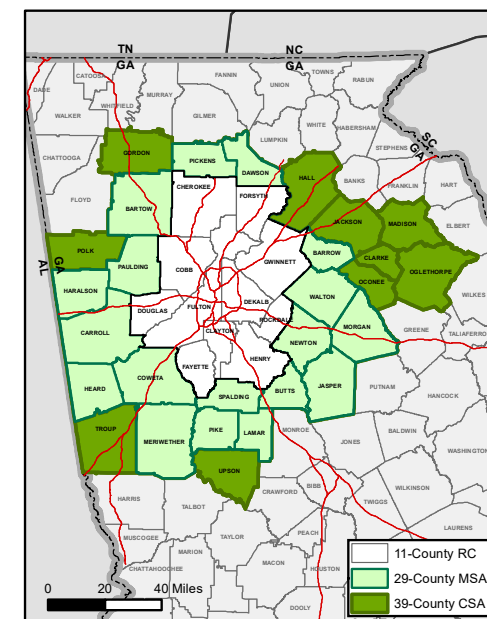 TN
NC
GA
GA
FANNIN
TOWNS
RABUN
CATOOSA
UNION
DADE
MURRAY
WHITFIELD
GILMER
WALKER
WHITE
HABERSHAM
SC
GA
LUMPKIN
STEPHENS
GORDON
CHATTOOGA
PICKENS
DAWSON
HALL
BANKS
FRANKLIN
HART
CHEROKEE
FORSYTH
FLOYD
BARTOW
JACKSON
MADISON
ELBERT
POLK
GA
AL
PAULDING
COBB
GWINNETT
BARROW
CLARKE
OGLETHORPE
OCONEE
HARALSON
WALTON
WILKES
DOUGLAS
FULTON
DEKALB
ROCKDALE
CLAYTON
MORGAN
GREENE
TALIAFERRO
CARROLL
NEWTON
FAYETTE
HENRY
COWETA
HEARD
BUTTS
JASPER
PUTNAM
SPALDING
HANCOCK
TROUP
MERIWETHER
PIKE
LAMAR
MONROE
JONES
BALDWIN
WASHINGTON
UPSON
HARRIS
TALBOT
CRAWFORD
BIBB
WILKINSON
TWIGGS
MUSCOGEE
TAYLOR
PEACH
LAURENS
MARION
CHATTAHOOCHEE
MACON
HOUSTON
DOOLY
11-County RC
29-County MSA
39-County CSA
0 20 40 Miles